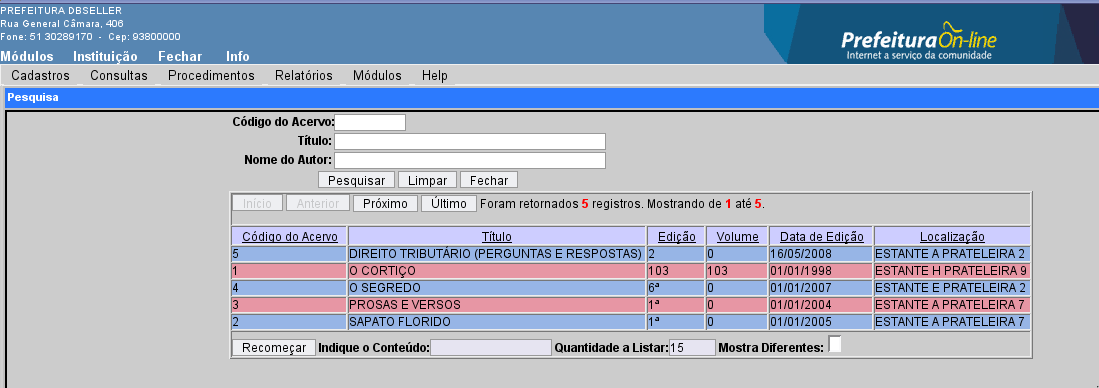 PREFEITURA DBSELLER
Rua General Câmara, 406
Fone: 51 30289170 - Cep: 93800000
Prefeitura On-line
Internet a serviço da comunidade
Módulos Instituição Fechar Info
Cadastros Consultas Procedimentos Relatórios Módulos Help
Pesquisa
Código do Acervo:
Título:
Nome do Autor:
Pesquisar Limpar Fechar
Início Anterior Próximo Último Foram retornados 5 registros. Mostrando de 1 até 5.
Código do Acervo Título Edição Volume Data de Edição Localização
5 DIREITO TRIBUTÁRIO (PERGUNTAS E RESPOSTAS) 2 0 16/05/2008 ESTANTE A PRATELEIRA 2
1 O CORTIÇO 103 103 01/01/1998 ESTANTE H PRATELEIRA 9
4 O SEGREDO 6ª 0 01/01/2007 ESTANTE E PRATELEIRA 2
3 PROSAS E VERSOS 1ª 0 01/01/2004 ESTANTE A PRATELEIRA 7
2 SAPATO FLORIDO 1ª 0 01/01/2005 ESTANTE A PRATELEIRA 7
Recomeçar Indique o Conteúdo: Quantidade a Listar: 15 Mostra Diferentes: